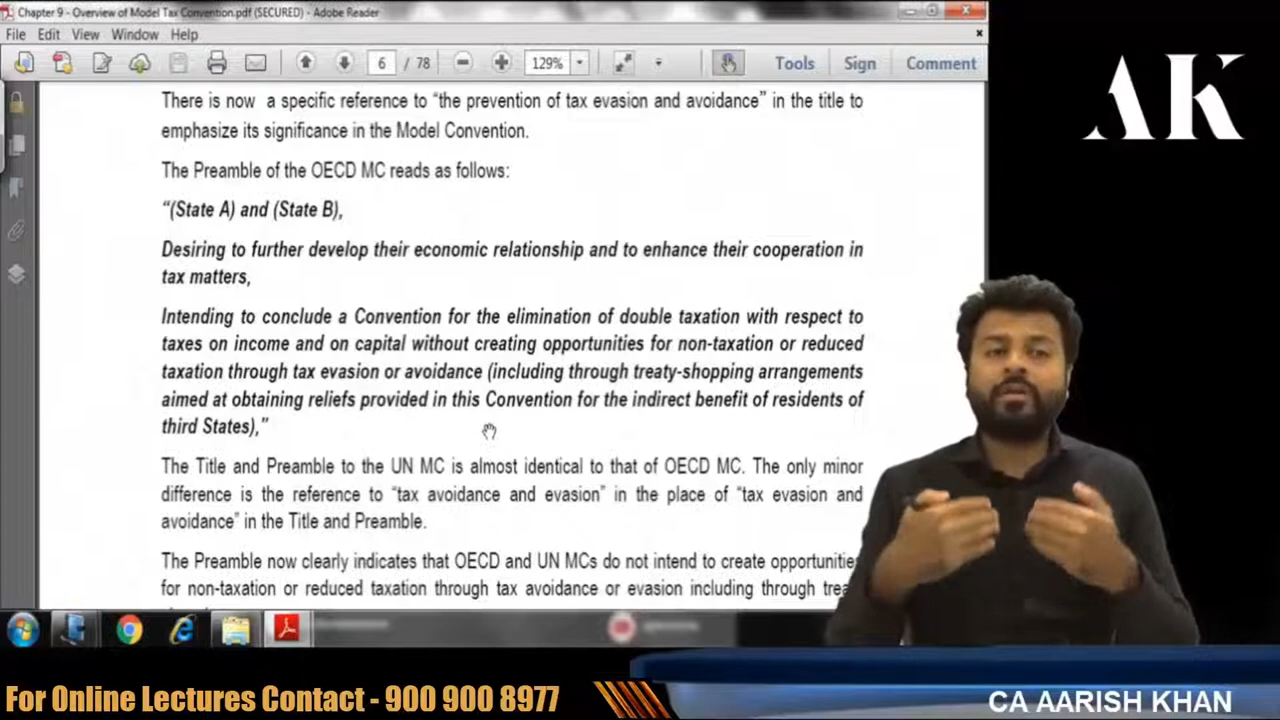 Chapter 9 - Overview of Model Tax Convention.pdf (SECURED) - Adobe Reader
File Edit View Window Help
6 / 78 129% Tools Sign Comment
AK
There is now a specific reference to “the prevention of tax evasion and avoidance” in the title to
emphasize its significance in the Model Convention.
The Preamble of the OECD MC reads as follows:
“(State A) and (State B),
Desiring to further develop their economic relationship and to enhance their cooperation in
tax matters,
Intending to conclude a Convention for the elimination of double taxation with respect to
taxes on income and on capital without creating opportunities for non-taxation or reduced
taxation through tax evasion or avoidance (including through treaty-shopping arrangements
aimed at obtaining reliefs provided in this Convention for the indirect benefit of residents of
third States),”
The Title and Preamble to the UN MC is almost identical to that of OECD MC. The only minor
difference is the reference to “tax avoidance and evasion” in the place of “tax evasion and
avoidance” in the Title and Preamble.
The Preamble now clearly indicates that OECD and UN MCs do not intend to create opportunities
for non-taxation or reduced taxation through tax avoidance or evasion including through
For Online Lectures Contact - 900 900 8977
CA AARISH KHAN